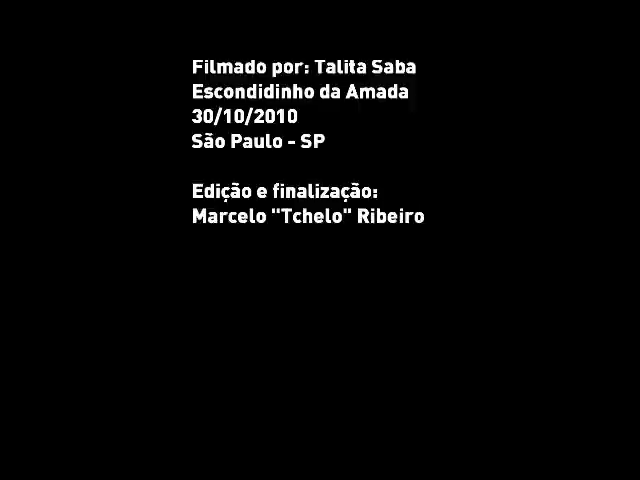 Filmado por: Talita Saba
Escondidinho da Amada
30/10/2010
São Paulo - SP
Edição e finalização:
Marcelo "Tchelo" Ribeiro